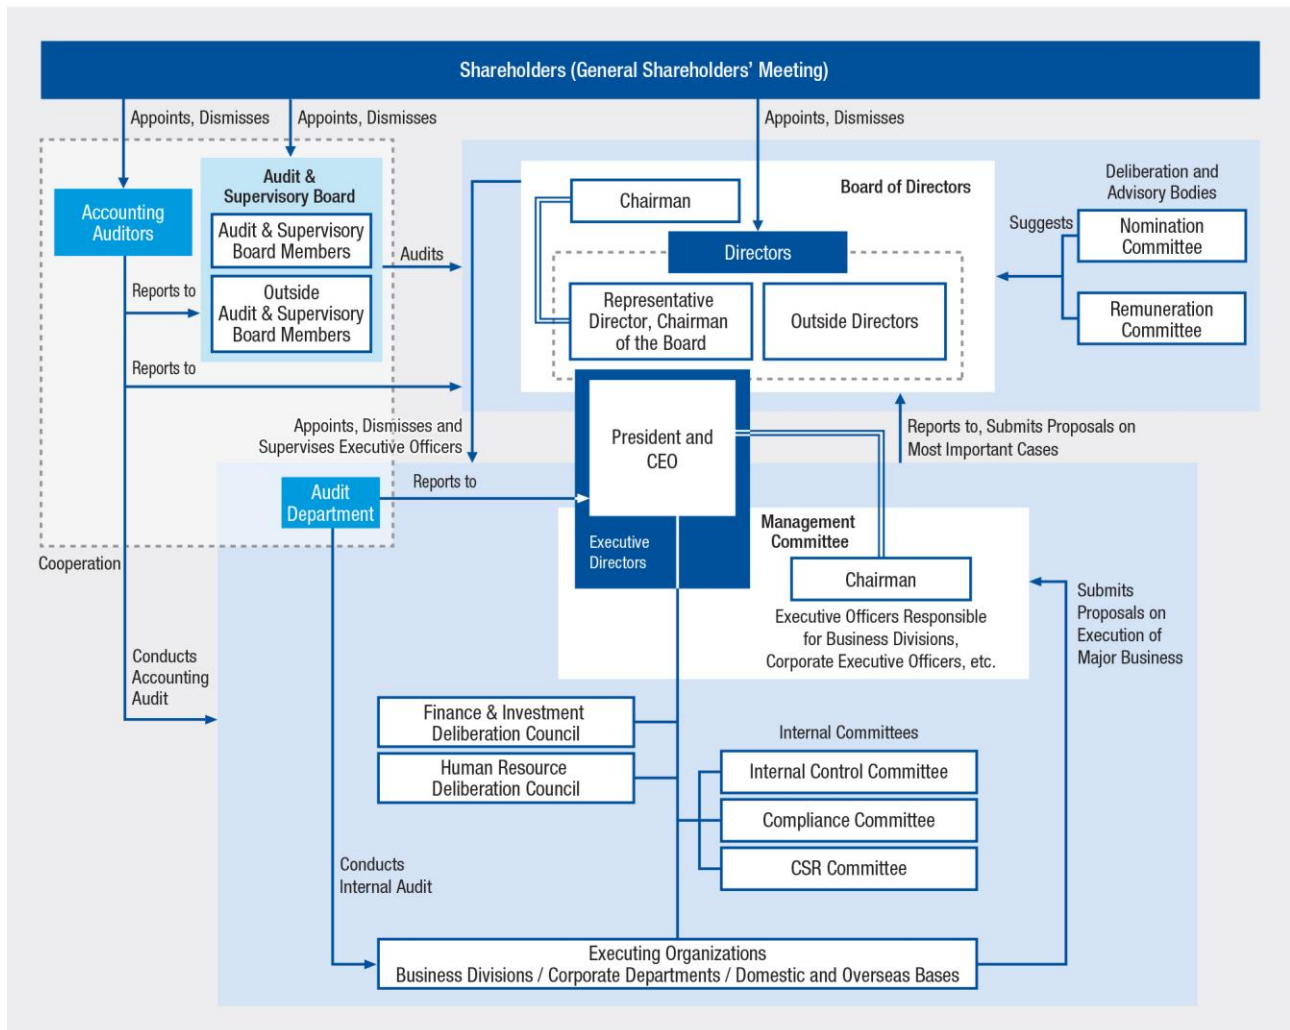 Shareholders (General Shareholders' Meeting)
Appoints, Dismisses
Appoints, Dismisses
Appoints, Dismisses
Accounting
Auditors
Audit &
Supervisory Board
Audit & Supervisory
Board Members
Outside
Audit & Supervisory
Board Members
Reports to
Reports to
Audits
Board of Directors
Chairman
Directors
Representative
Director, Chairman
of the Board
Outside Directors
Deliberation and
Advisory Bodies
Suggests
Nomination
Committee
Remuneration
Committee
Appoints, Dismisses and
Supervises Executive Officers
President and
CEO
Reports to, Submits Proposals on
Most Important Cases
Audit
Department
Reports to
Executive
Directors
Management
Committee
Chairman
Executive Officers Responsible
for Business Divisions,
Corporate Executive Officers, etc.
Cooperation
Submits
Proposals on
Execution of
Major Business
Conducts
Accounting
Audit
Finance & Investment
Deliberation Council
Human Resource
Deliberation Council
Internal Committees
Internal Control Committee
Compliance Committee
CSR Committee
Conducts
Internal Audit
Executing Organizations
Business Divisions / Corporate Departments / Domestic and Overseas Bases